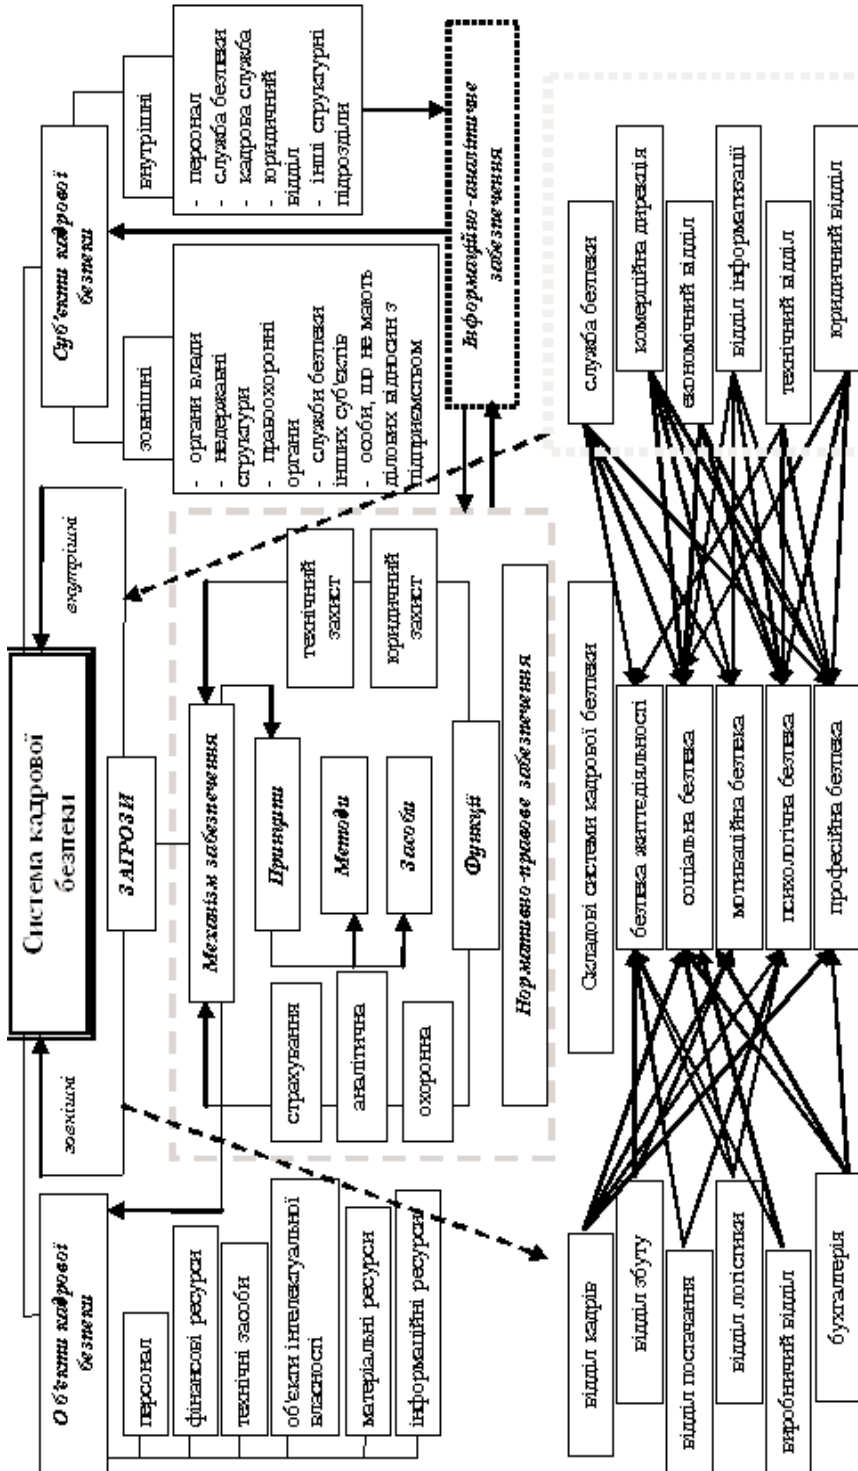 Система кадрової
безпеки
Об'єкти кадрової
безпеки
зовнішні
внутрішні
Суб'єкти кадрової
безпеки
ЗАГРОЗИ
персонал
фінансові ресурси
технічні засоби
об'єкти інтелектуальної
власності
матеріальні ресурси
інформаційні ресурси
Механізм забезпечення
Принципи
Методи
Засоби
Функції
страхування
аналітична
охоронна
технічний
захист
юридичний
захист
Нормативно-правове забезпечення
зовнішні
- органи влади
- недержавні
структури
- правоохоронні
органи
- служби безпеки
інших суб'єктів
- особи, що не мають
ділових відносин з
підприємством
внутрішні
- персонал
- служба безпеки
- кадрова служба
- юридичний
відділ
- інші структурні
підрозділи
Інформаційно-аналітичне
забезпечення
відділ кадрів
відділ збуту
відділ постачання
відділ логістики
виробничий відділ
бухгалтерія
Складові системи кадрової безпеки
безпека життєдіяльності
соціальна безпека
мотиваційна безпека
психологічна безпека
професійна безпека
служба безпеки
комерційна дирекція
економічний відділ
відділ інформатизації
технічний відділ
юридичний відділ